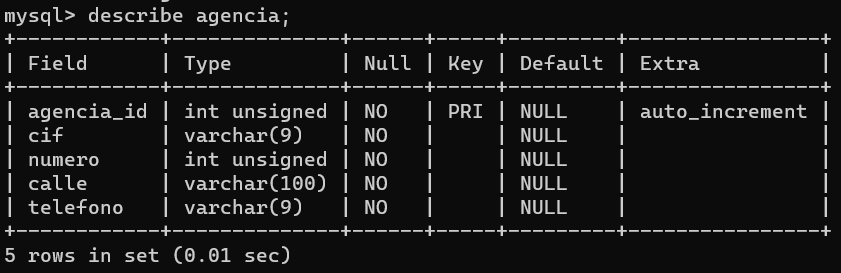 mysql> describe agencia;
+-------------+--------------+------+-----+---------+----------------+
| Field       | Type         | Null | Key | Default | Extra          |
+-------------+--------------+------+-----+---------+----------------+
| agencia_id  | int unsigned | NO   | PRI | NULL    | auto_increment |
| cif         | varchar(9)   | NO   |     | NULL    |                |
| numero      | int unsigned | NO   |     | NULL    |                |
| calle       | varchar(100) | NO   |     | NULL    |                |
| telefono    | varchar(9)   | NO   |     | NULL    |                |
+-------------+--------------+------+-----+---------+----------------+
5 rows in set (0.01 sec)